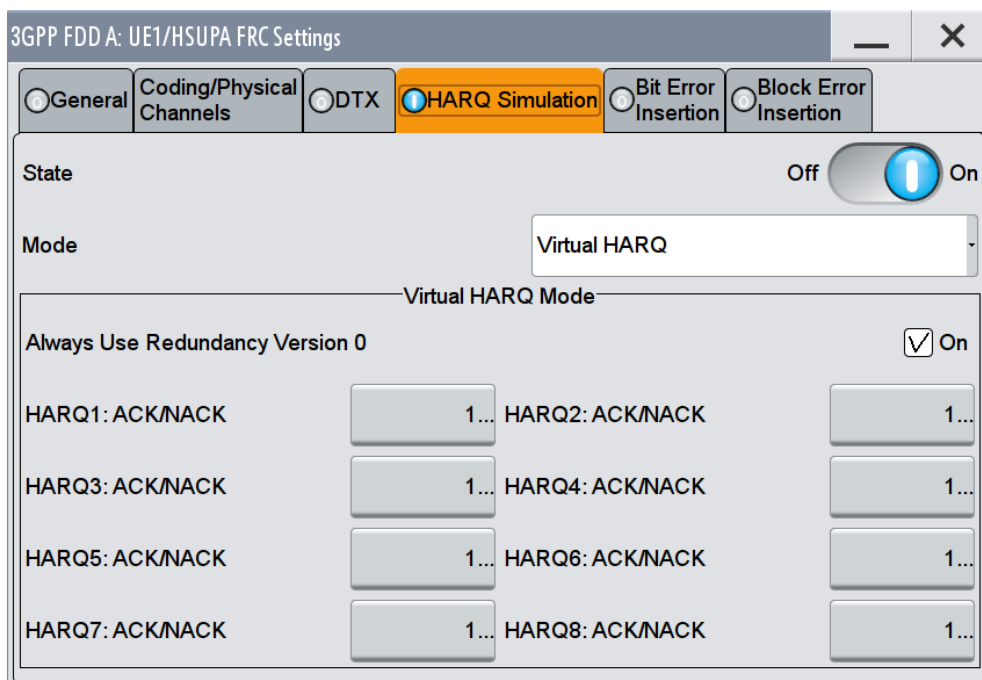 3GPP FDD A: UE1/HSUPA FRC Settings
General
Coding/Physical
Channels
DTX
HARQ Simulation
Bit Error
Insertion
Block Error
Insertion
State
Off
On
Mode
Virtual HARQ
Virtual HARQ Mode
Always Use Redundancy Version 0
On
HARQ1: ACK/NACK
1...
HARQ2: ACK/NACK
1...
HARQ3: ACK/NACK
1...
HARQ4: ACK/NACK
1...
HARQ5: ACK/NACK
1...
HARQ6: ACK/NACK
1...
HARQ7: ACK/NACK
1...
HARQ8: ACK/NACK
1...